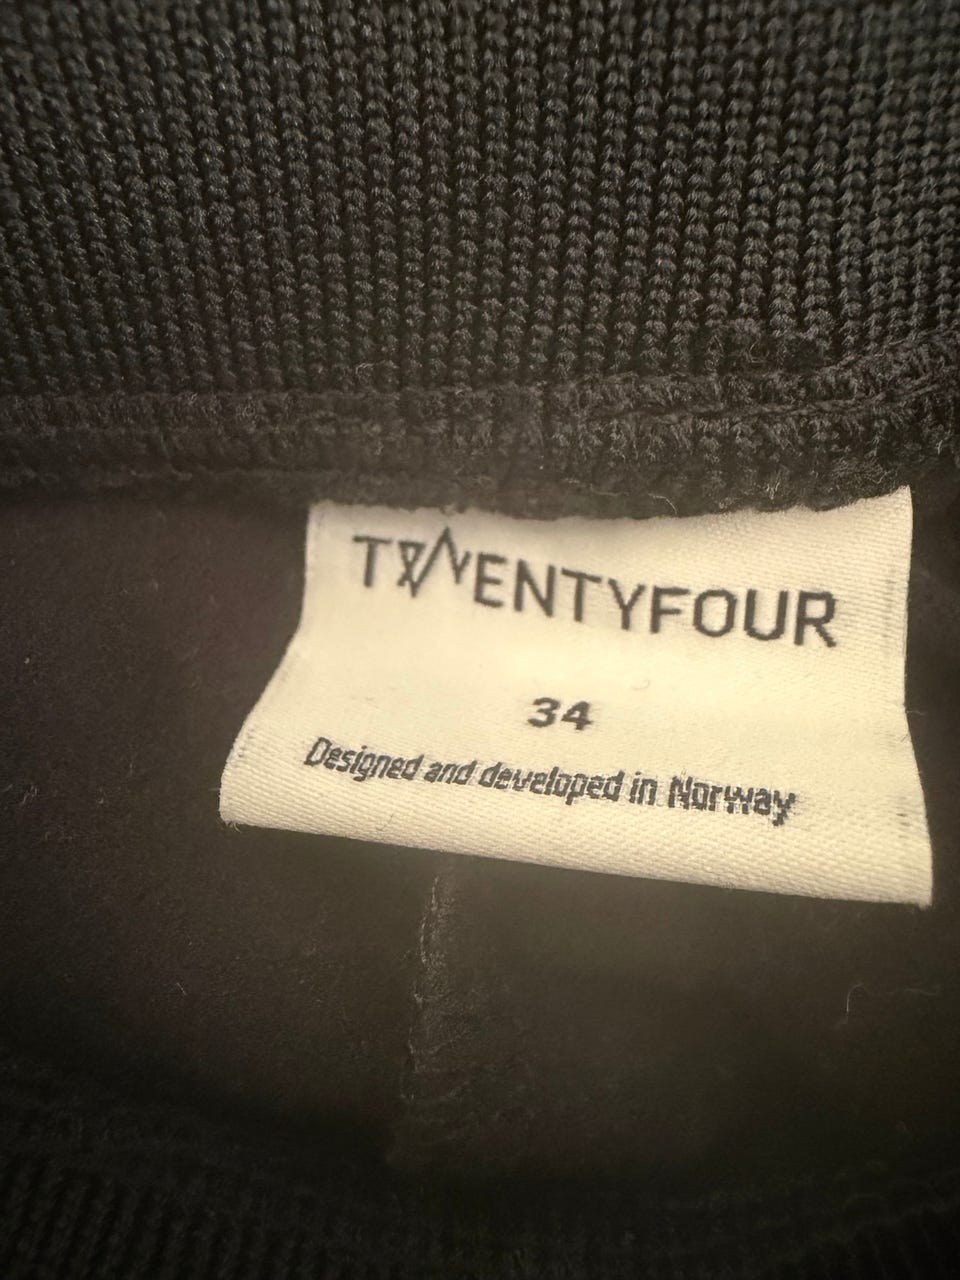 TWENTYFOUR
34
Designed and developed in Norway